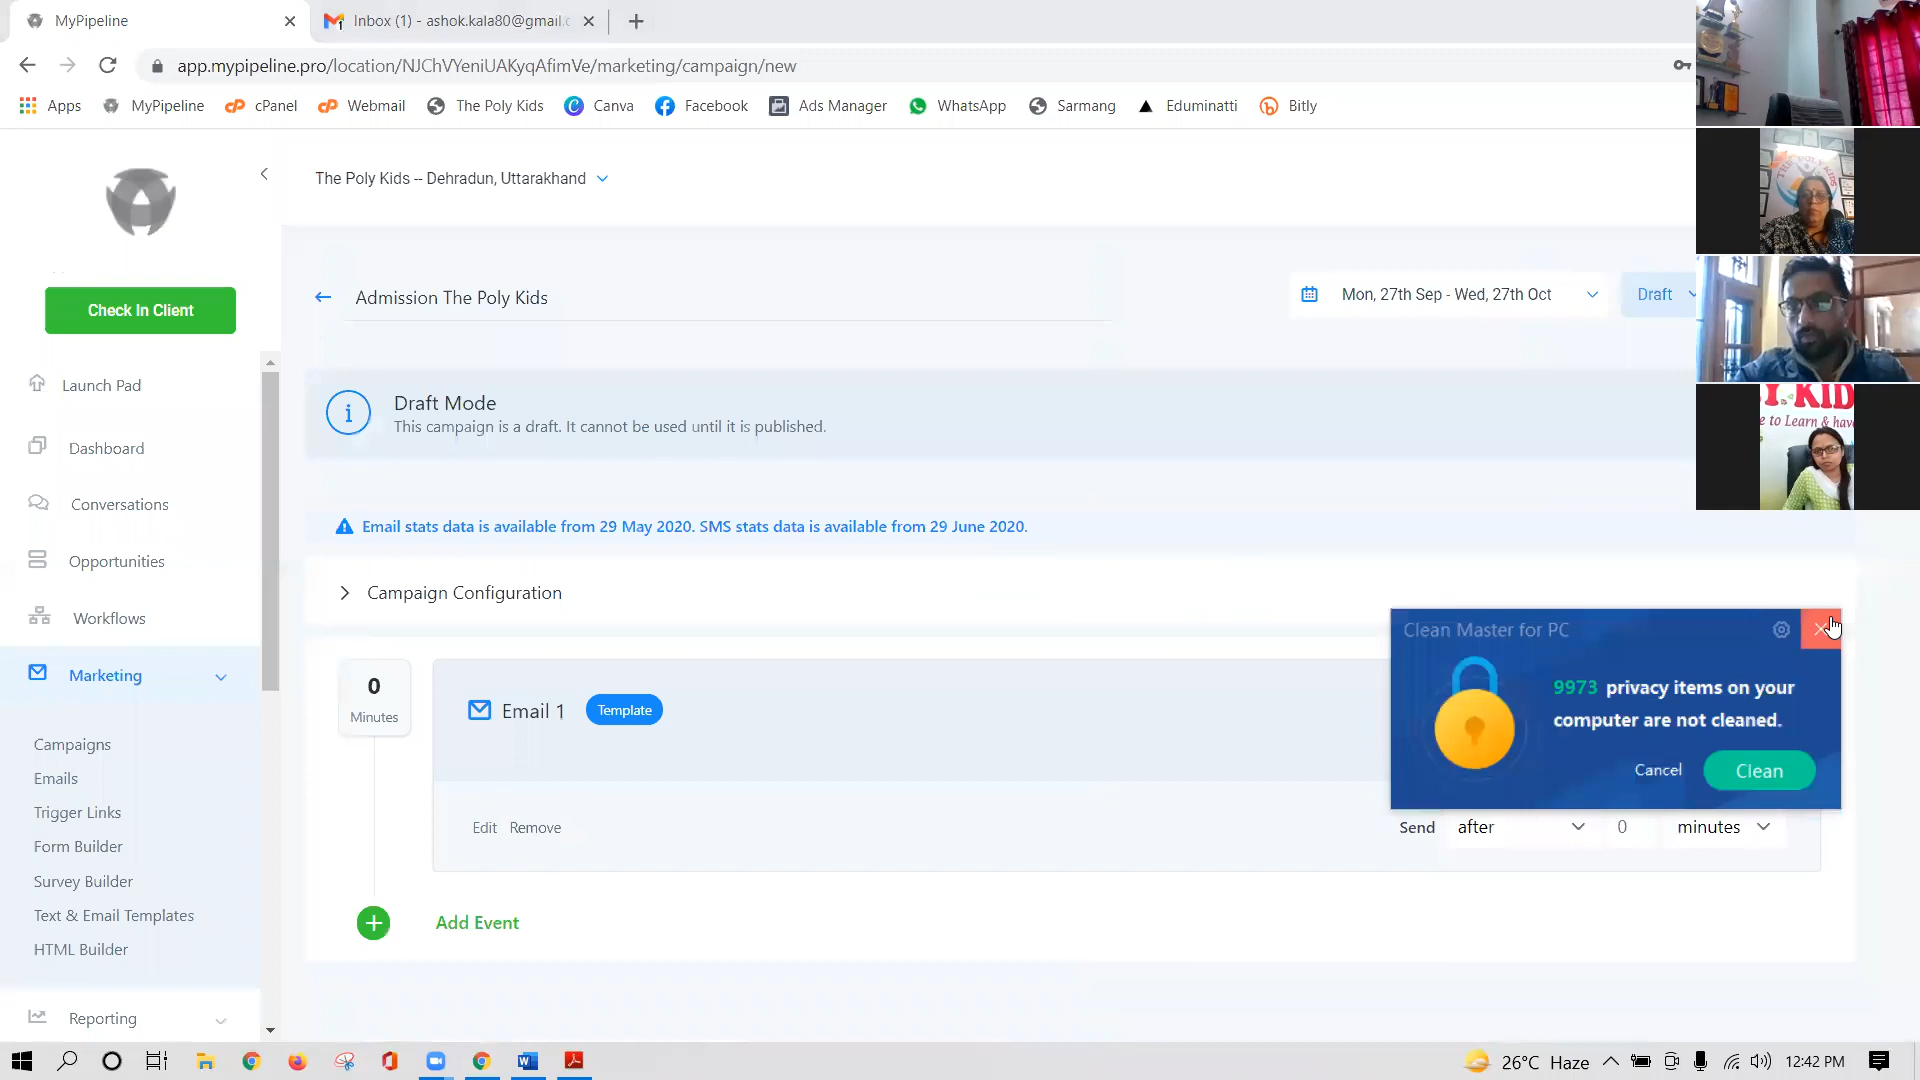 MyPipeline
Inbox (1) - ashok.kala80@gmail.c
app.mypipeline.pro/location/NJChVYeniUAKyqAfimVe/marketing/campaign/new
Apps MyPipeline cPanel Webmail The Poly Kids Canva Facebook Ads Manager WhatsApp Sarmang Eduminatti Bitly
The Poly Kids -- Dehradun, Uttarakhand
Check In Client
Admission The Poly Kids
Mon, 27th Sep - Wed, 27th Oct
Draft
Draft Mode
This campaign is a draft. It cannot be used until it is published.
Email stats data is available from 29 May 2020. SMS stats data is available from 29 June 2020.
Campaign Configuration
0
Minutes
Email 1
Template
Edit Remove
Send after 0 minutes
Add Event
Launch Pad
Dashboard
Conversations
Opportunities
Workflows
Marketing
Campaigns
Emails
Trigger Links
Form Builder
Survey Builder
Text & Email Templates
HTML Builder
Reporting
Clean Master for PC
9973 privacy items on your
computer are not cleaned.
Cancel
Clean
THE POLY KIDS
Y KID
e to Learn & hav
26°C Haze
12:42 PM